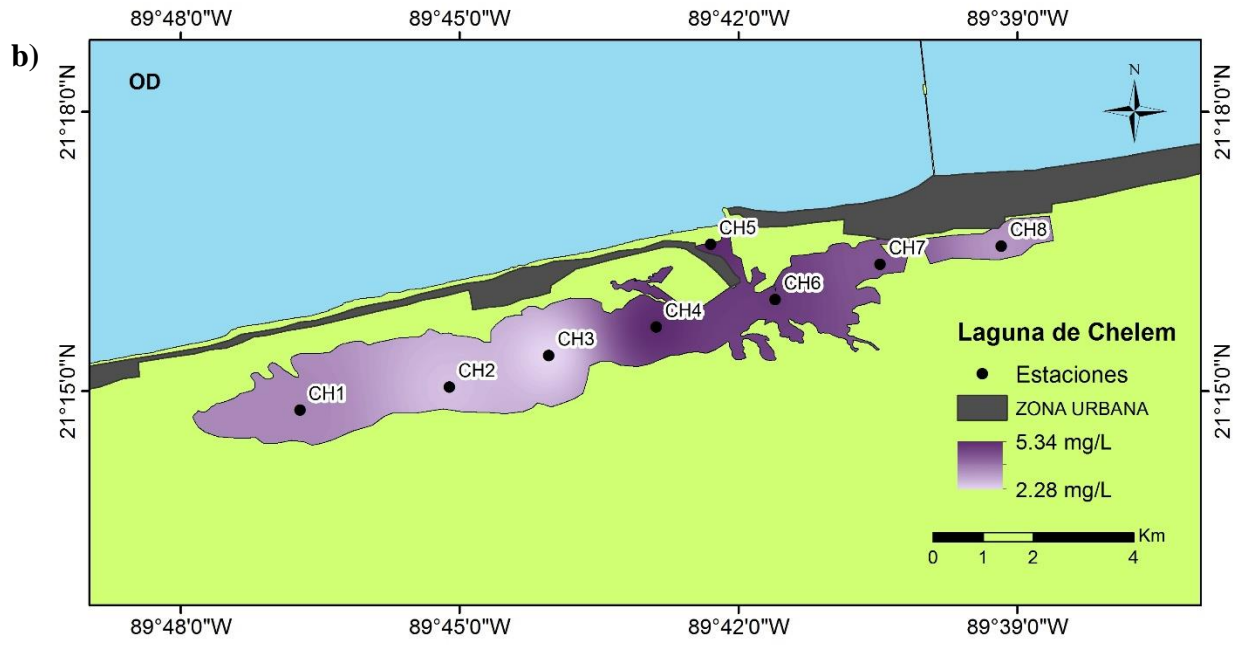 89°48'0"W 89°45'0"W 89°42'0"W 89°39'0"W
b)
OD
N
21°18'0"N
21°18'0"N
CH5
CH8
CH7
CH6
CH4
CH3
CH2
CH1
21°15'0"N
21°15'0"N
Laguna de Chelem
Estaciones
ZONA URBANA
5.34 mg/L
2.28 mg/L
Km
0 1 2 4
89°48'0"W 89°45'0"W 89°42'0"W 89°39'0"W